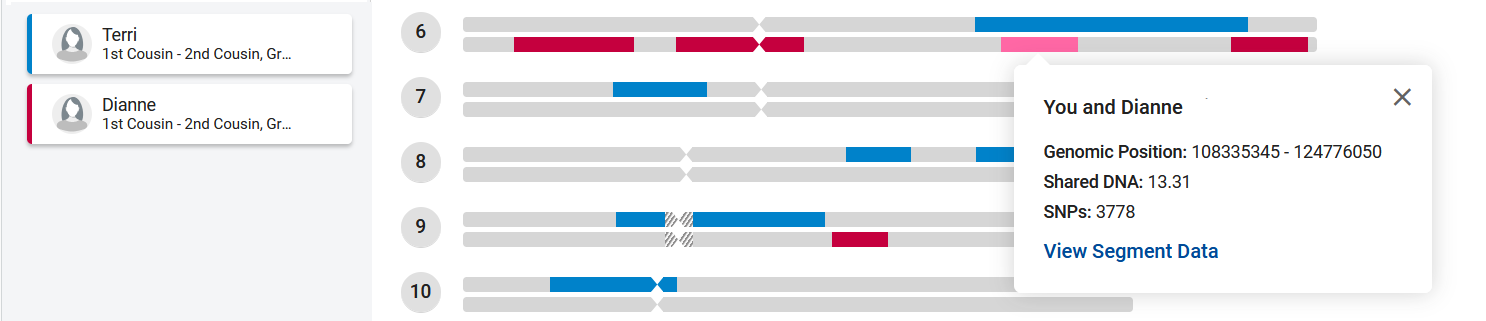 Terri
1st Cousin - 2nd Cousin, Gr...
Dianne
1st Cousin - 2nd Cousin, Gr...
6
7
8
9
10
You and Dianne
Genomic Position: 108335345 - 124776050
Shared DNA: 13.31
SNPs: 3778
View Segment Data